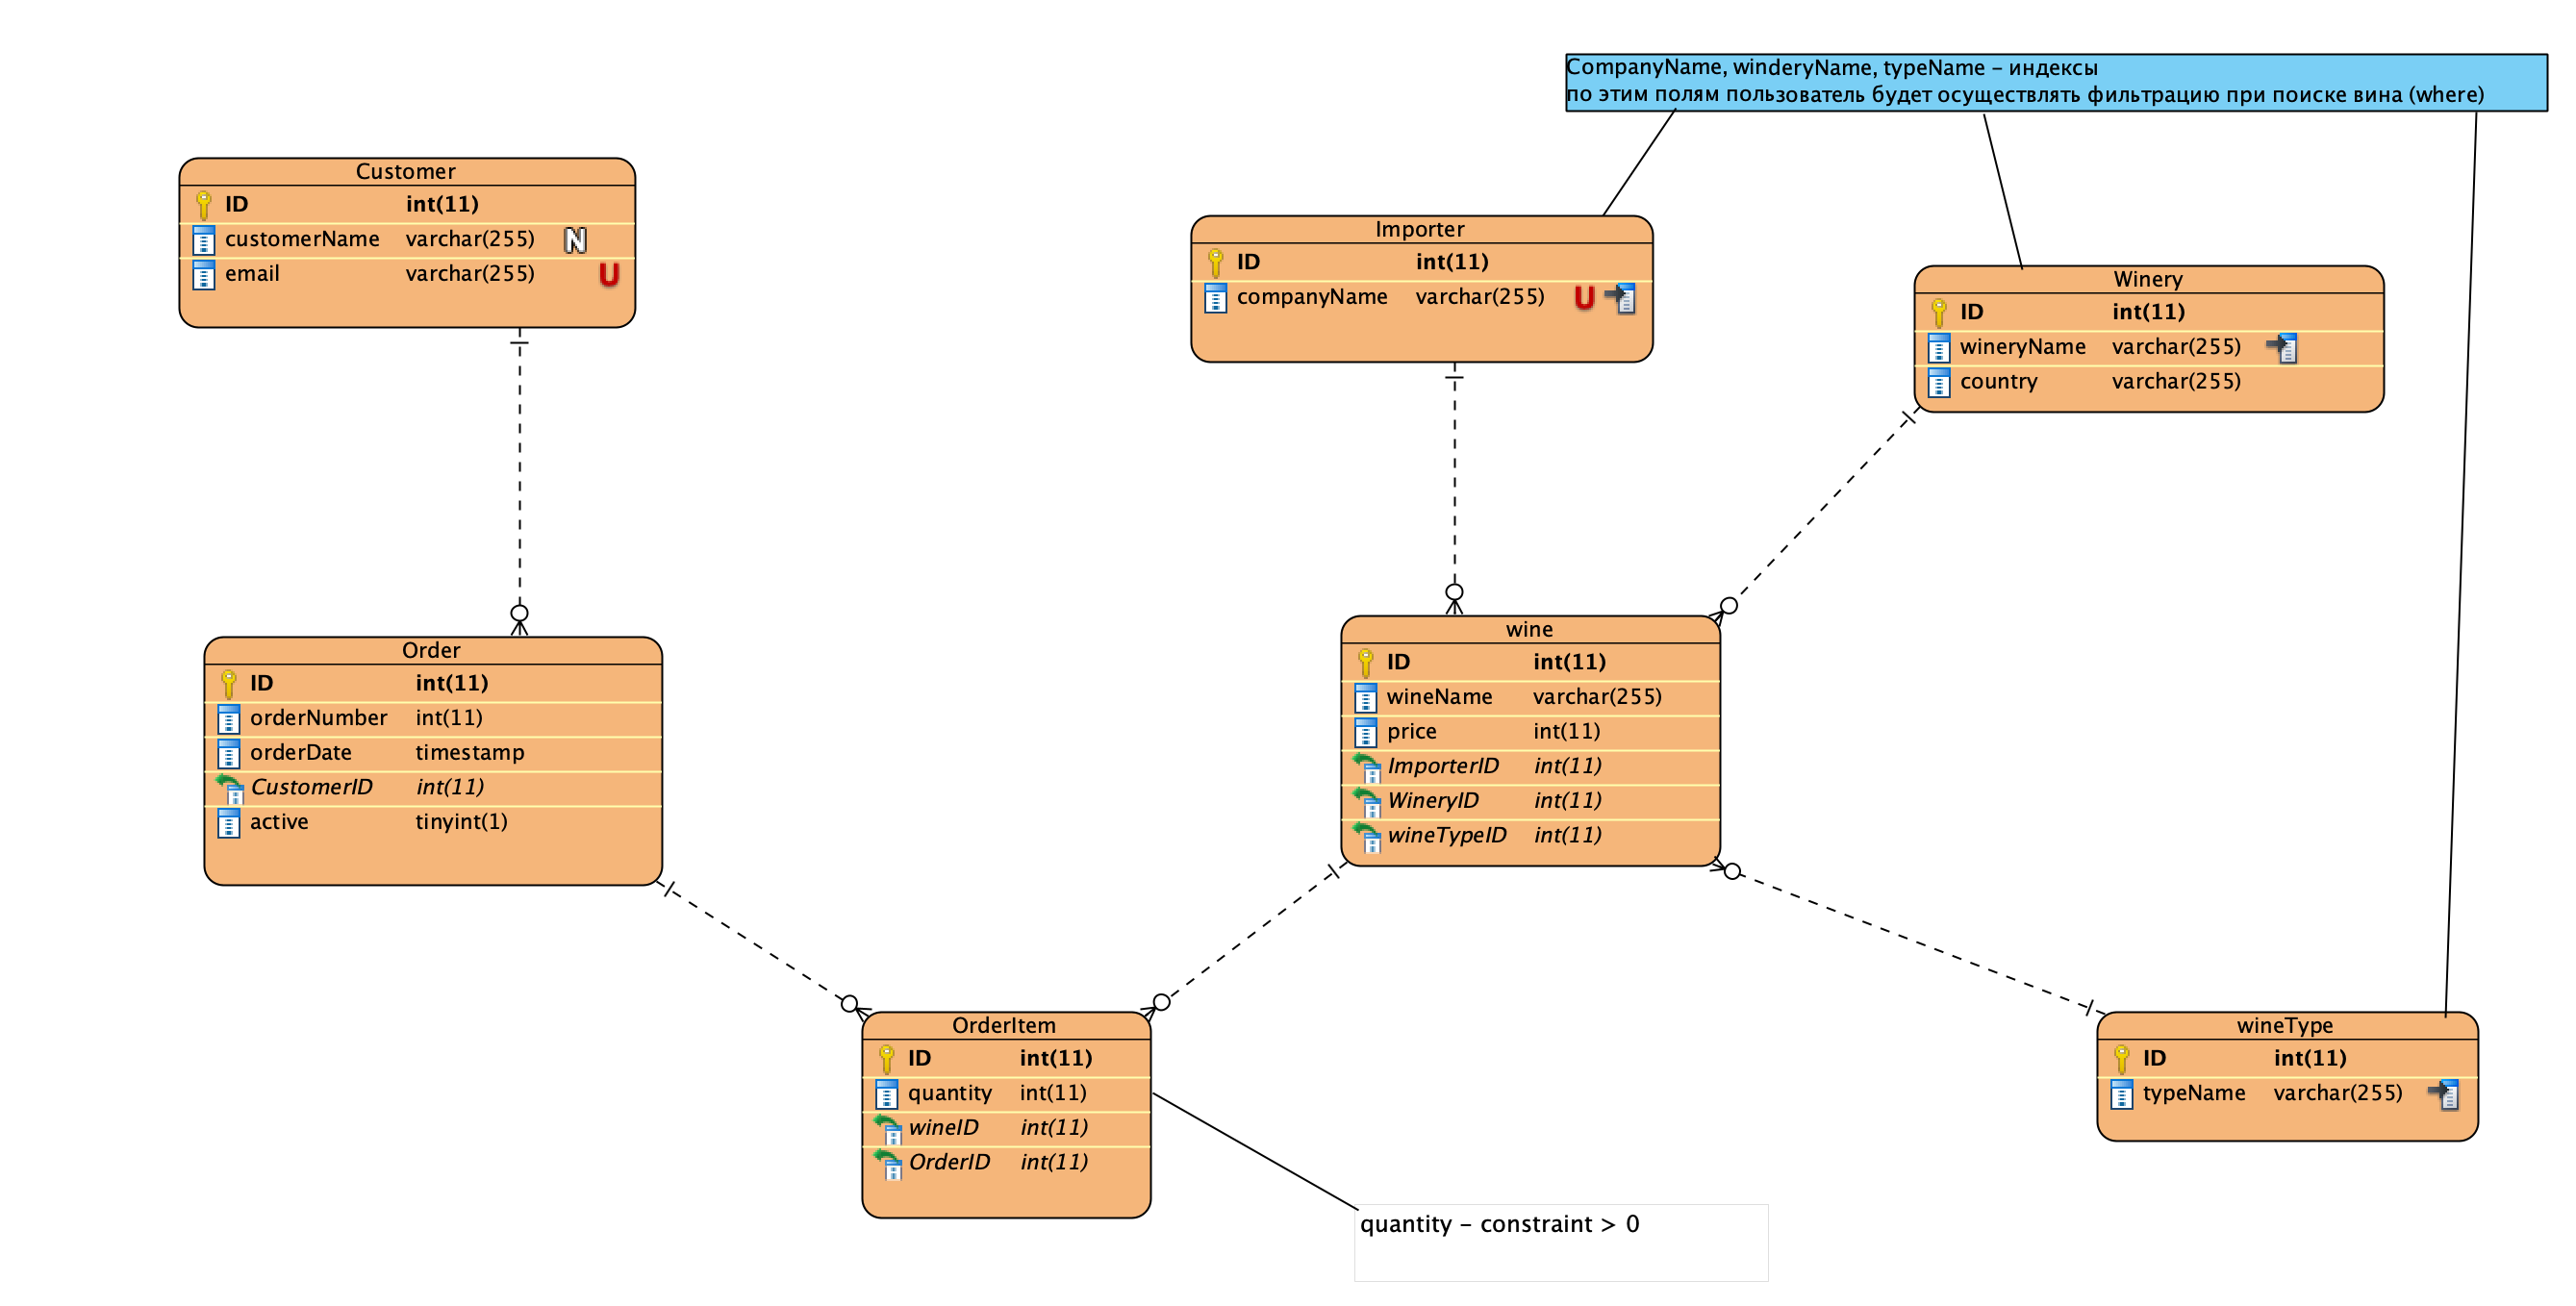 CompanyName, winderyName, typeName – индексы
по этим полям пользователь будет осуществлять фильтрацию при поиске вина (where)
Customer
ID int(11)
customerName varchar(255) N
email varchar(255) U
Importer
ID int(11)
companyName varchar(255) U
Winery
ID int(11)
wineryName varchar(255)
country varchar(255)
Order
ID int(11)
orderNumber int(11)
orderDate timestamp
CustomerID int(11)
active tinyint(1)
wine
ID int(11)
wineName varchar(255)
price int(11)
ImporterID int(11)
WineryID int(11)
wineTypeID int(11)
OrderItem
ID int(11)
quantity int(11)
wineID int(11)
OrderID int(11)
wineType
ID int(11)
typeName varchar(255)
quantity – constraint > 0